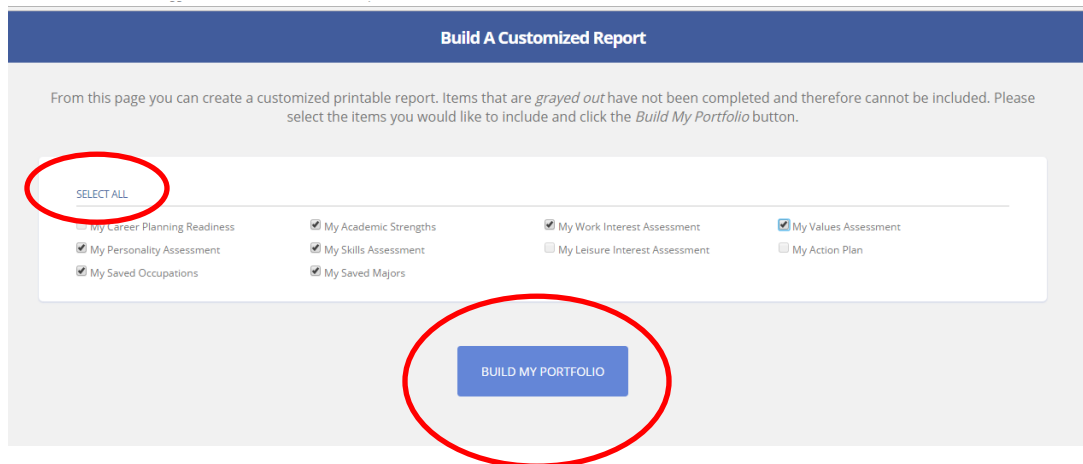 Build A Customized Report
From this page you can create a customized printable report. Items that are grayed out have not been completed and therefore cannot be included. Please
select the items you would like to include and click the Build My Portfolio button.
SELECT ALL
My Career Planning Readiness My Academic Strengths My Work Interest Assessment My Values Assessment
My Personality Assessment My Skills Assessment My Leisure Interest Assessment My Action Plan
My Saved Occupations My Saved Majors
BUILD MY PORTFOLIO